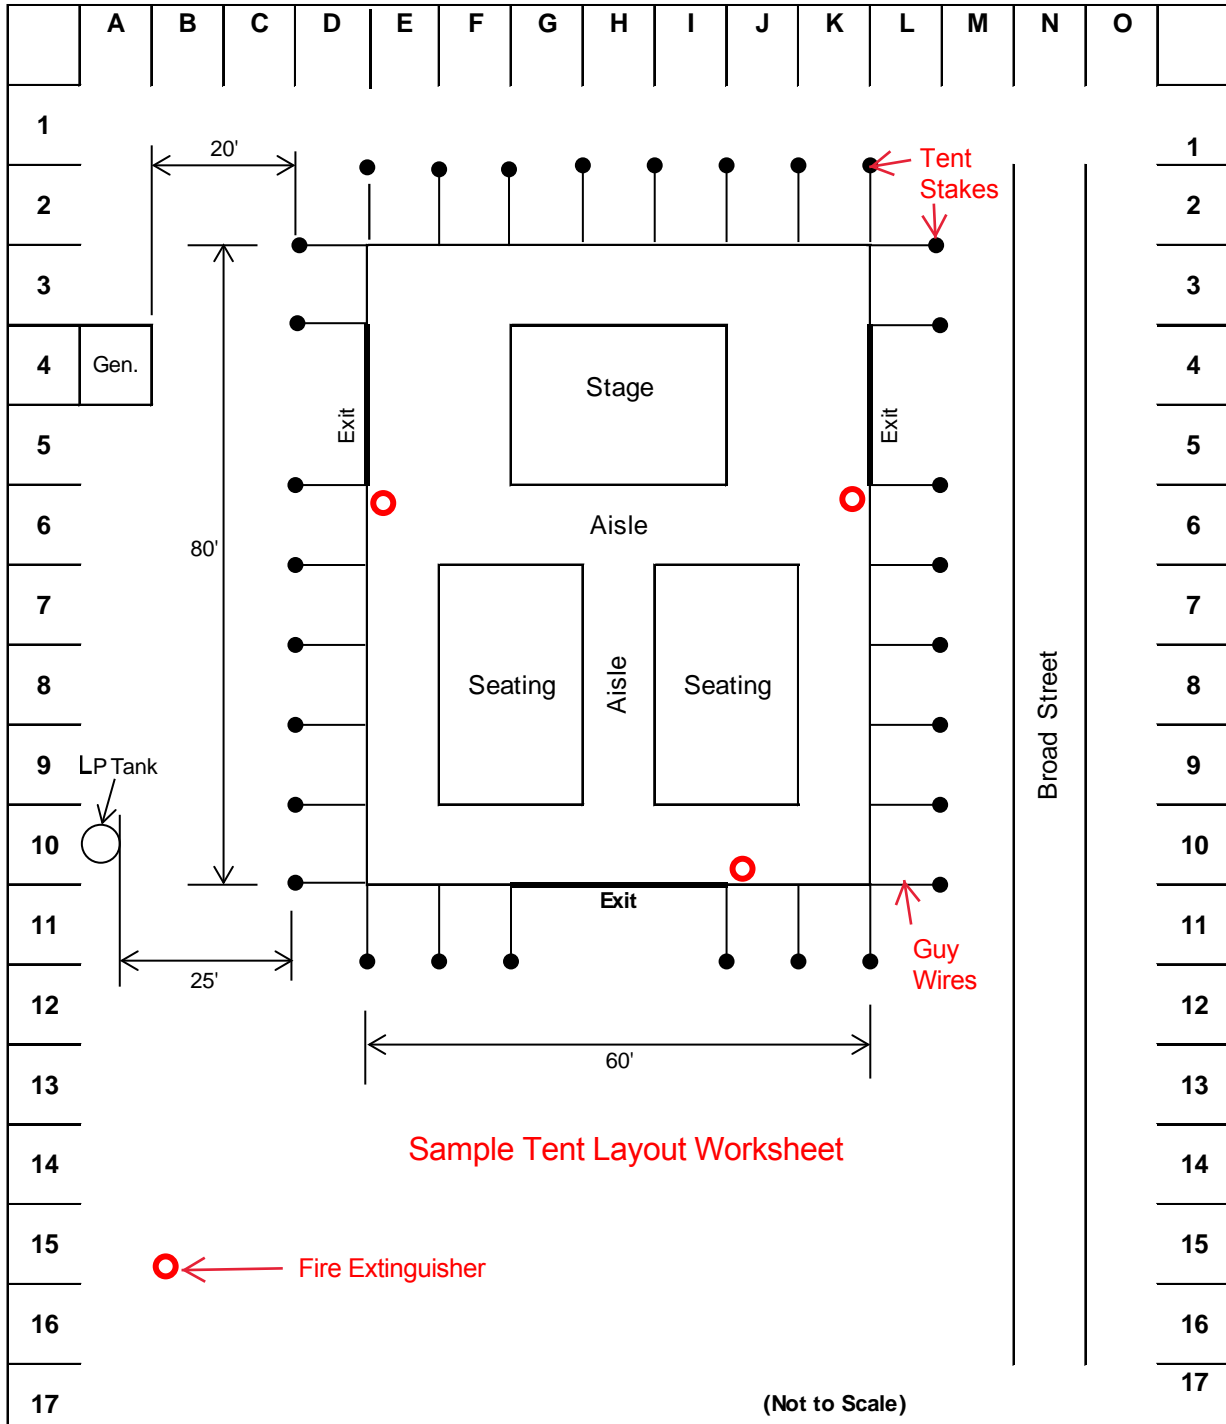 A B C D E F G H I J K L M N O
1
1
20'
Tent
Stakes
2
2
3
3
4
Gen.
Stage
4
Exit
Exit
5
5
6
Aisle
6
80'
7
7
8
Seating
Aisle
Seating
Broad Street
8
9
LP Tank
9
10
10
Exit
11
Guy
Wires
11
25'
12
12
60'
13
13
Sample Tent Layout Worksheet
14
14
15
Fire Extinguisher
15
16
16
17
17
(Not to Scale)